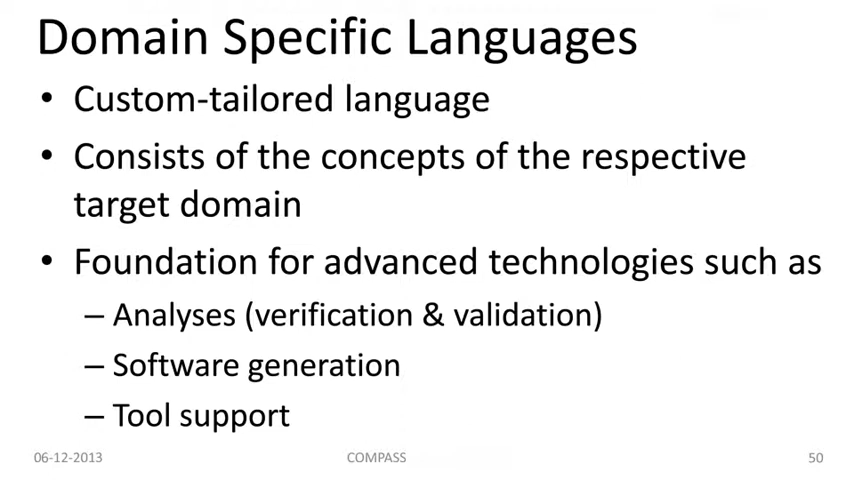 Domain Specific Languages
• Custom-tailored language
• Consists of the concepts of the respective
target domain
• Foundation for advanced technologies such as
– Analyses (verification & validation)
– Software generation
– Tool support
06-12-2013 COMPASS 50